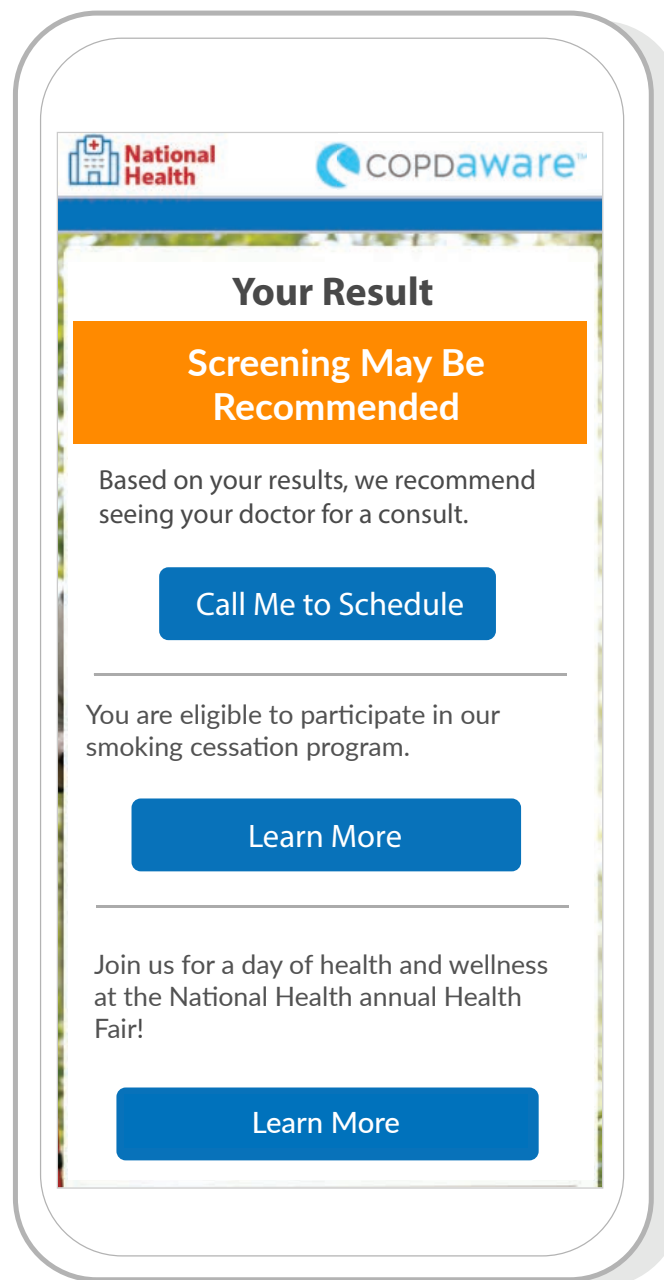 National
Health
COPDaware™
Your Result
Screening May Be
Recommended
Based on your results, we recommend
seeing your doctor for a consult.
Call Me to Schedule
You are eligible to participate in our
smoking cessation program.
Learn More
Join us for a day of health and wellness
at the National Health annual Health
Fair!
Learn More